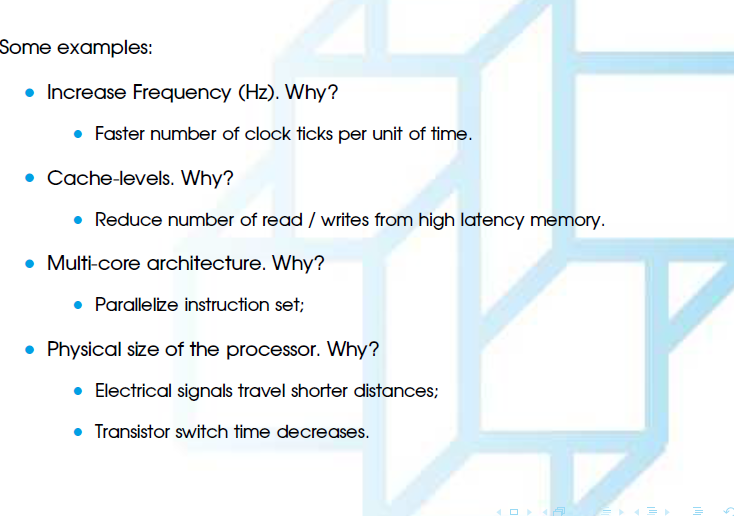 Some examples:
Increase Frequency (Hz). Why?
Faster number of clock ticks per unit of time.
Cache-levels. Why?
Reduce number of read / writes from high latency memory.
Multi-core architecture. Why?
Parallelize instruction set;
Physical size of the processor. Why?
Electrical signals travel shorter distances;
Transistor switch time decreases.